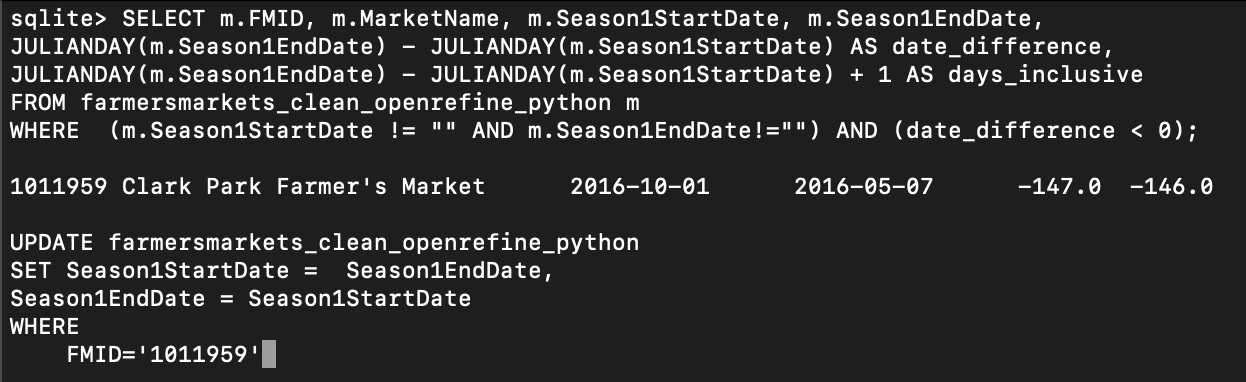 sqlite> SELECT m.FMID, m.MarketName, m.Season1StartDate, m.Season1EndDate,
JULIANDAY(m.Season1EndDate) - JULIANDAY(m.Season1StartDate) AS date_difference,
JULIANDAY(m.Season1EndDate) - JULIANDAY(m.Season1StartDate) + 1 AS days_inclusive
FROM farmersmarkets_clean_openrefine_python m
WHERE  (m.Season1StartDate != "" AND m.Season1EndDate!="") AND (date_difference < 0);
1011959 Clark Park Farmer's Market      2016-10-01      2016-05-07      -147.0  -146.0
UPDATE farmersmarkets_clean_openrefine_python
SET Season1StartDate =  Season1EndDate,
Season1EndDate = Season1StartDate
WHERE
    FMID='1011959'